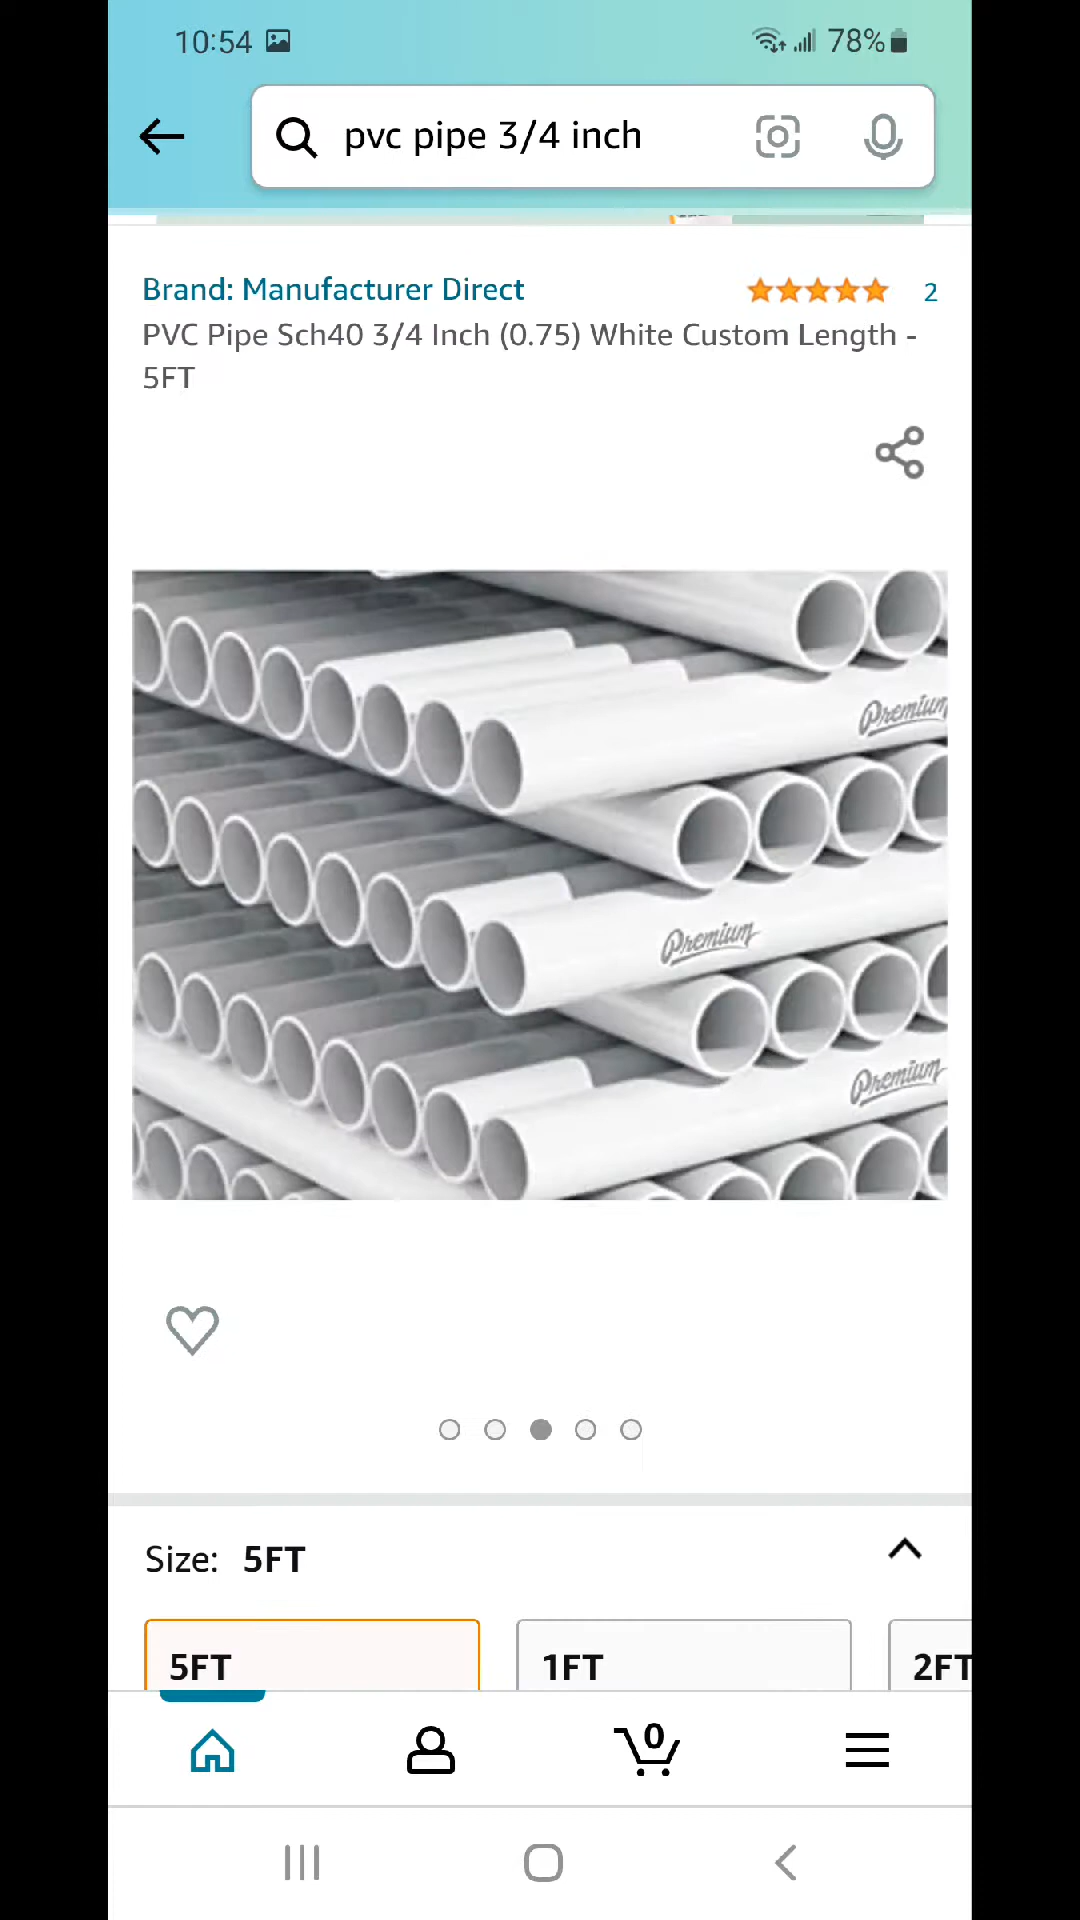 10:54
78%
pvc pipe 3/4 inch
Brand: Manufacturer Direct
2
PVC Pipe Sch40 3/4 Inch (0.75) White Custom Length -
5FT
Premium
Premium
Premium
Size: 5FT
5FT
1FT
2FT
0